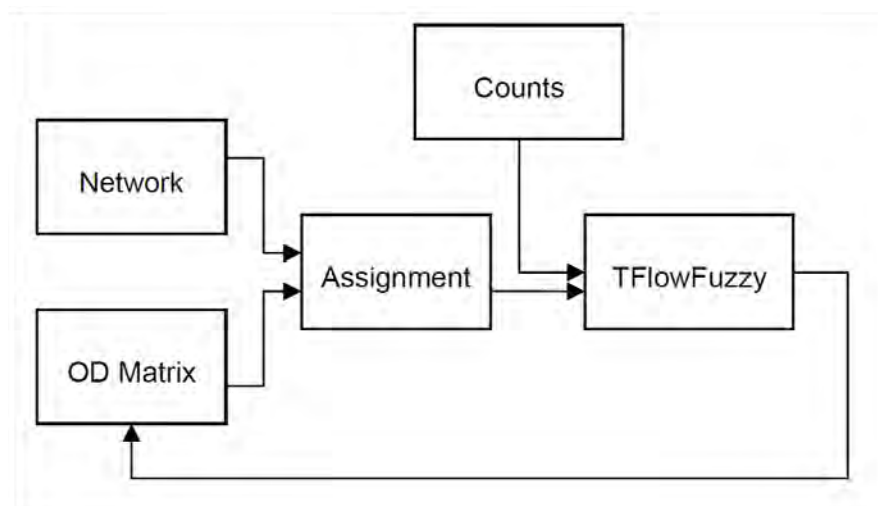 Counts
Network
Assignment
TFlowFuzzy
OD Matrix